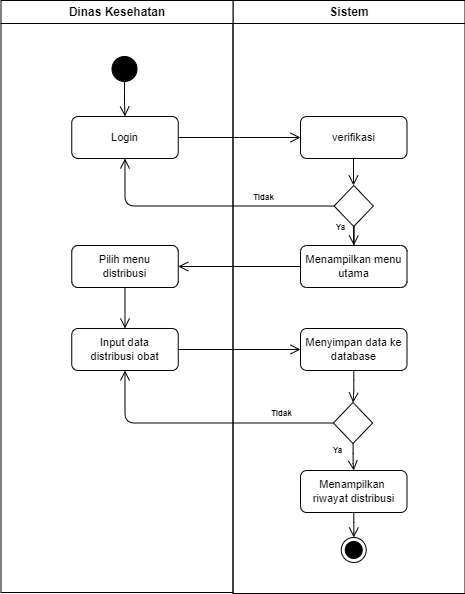 Dinas Kesehatan
Sistem
Login
verifikasi
Tidak
Ya
Pilih menu
distribusi
Menampilkan menu
utama
Input data
distribusi obat
Menyimpan data ke
database
Tidak
Ya
Menampilkan
riwayat distribusi